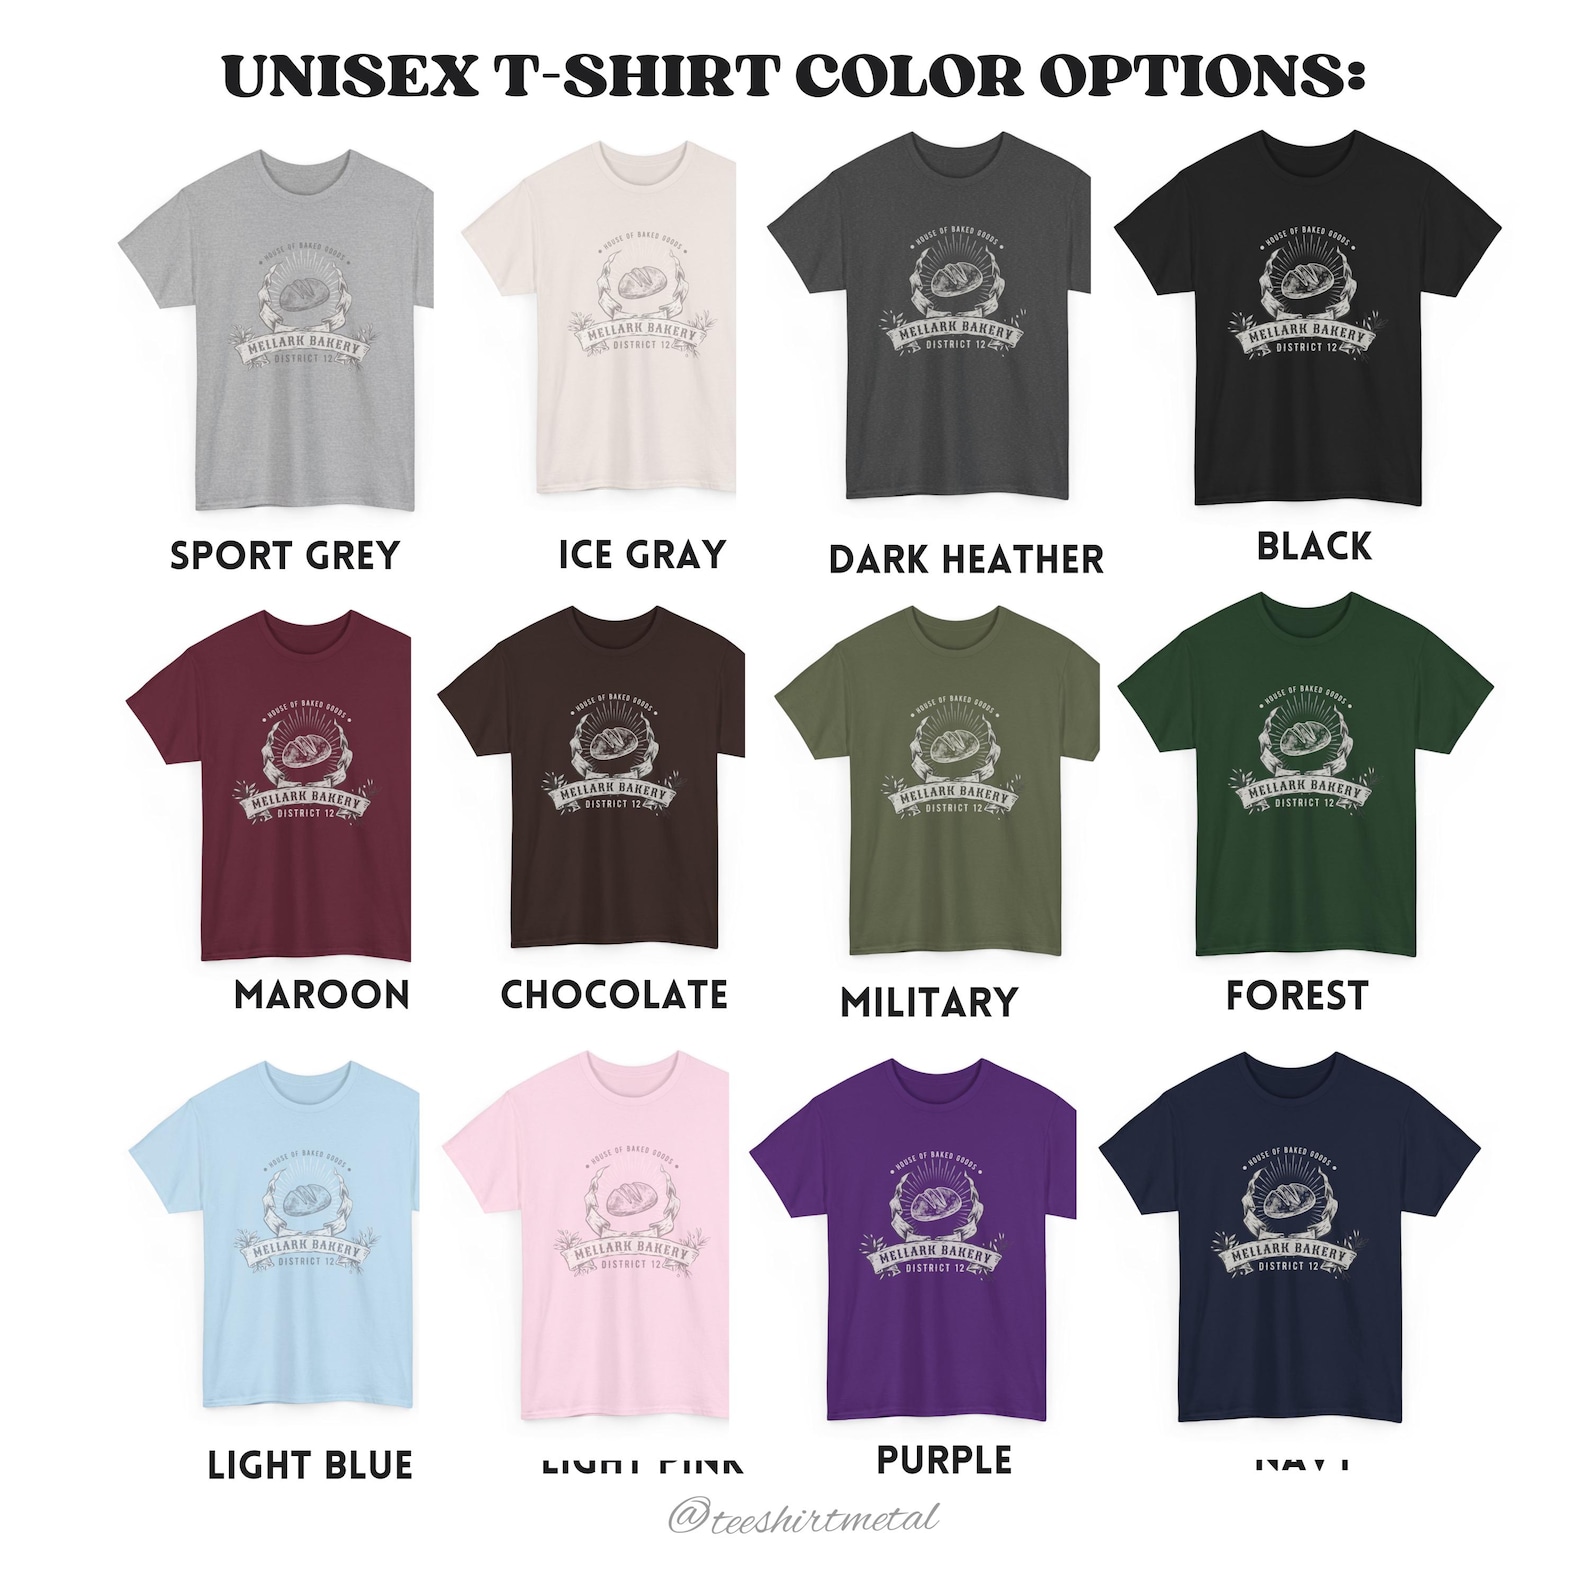 UNISEX T-SHIRT COLOR OPTIONS:
• HOUSE OF BAKED GOODS •
MELLARK BAKERY
DISTRICT 12
• HOUSE OF BAKED GOODS •
MELLARK BAKERY
DISTRICT 12
• HOUSE OF BAKED GOODS •
MELLARK BAKERY
DISTRICT 12
• HOUSE OF BAKED GOODS •
MELLARK BAKERY
DISTRICT 12
SPORT GREY
ICE GRAY
DARK HEATHER
BLACK
• HOUSE OF BAKED GOODS •
MELLARK BAKERY
DISTRICT 12
• HOUSE OF BAKED GOODS •
MELLARK BAKERY
DISTRICT 12
• HOUSE OF BAKED GOODS •
MELLARK BAKERY
DISTRICT 12
• HOUSE OF BAKED GOODS •
MELLARK BAKERY
DISTRICT 12
MAROON
CHOCOLATE
MILITARY
FOREST
• HOUSE OF BAKED GOODS •
MELLARK BAKERY
DISTRICT 12
• HOUSE OF BAKED GOODS •
MELLARK BAKERY
DISTRICT 12
• HOUSE OF BAKED GOODS •
MELLARK BAKERY
DISTRICT 12
• HOUSE OF BAKED GOODS •
MELLARK BAKERY
DISTRICT 12
LIGHT BLUE
LIGHT PINK
PURPLE
NAVY
@teeshirtmetal